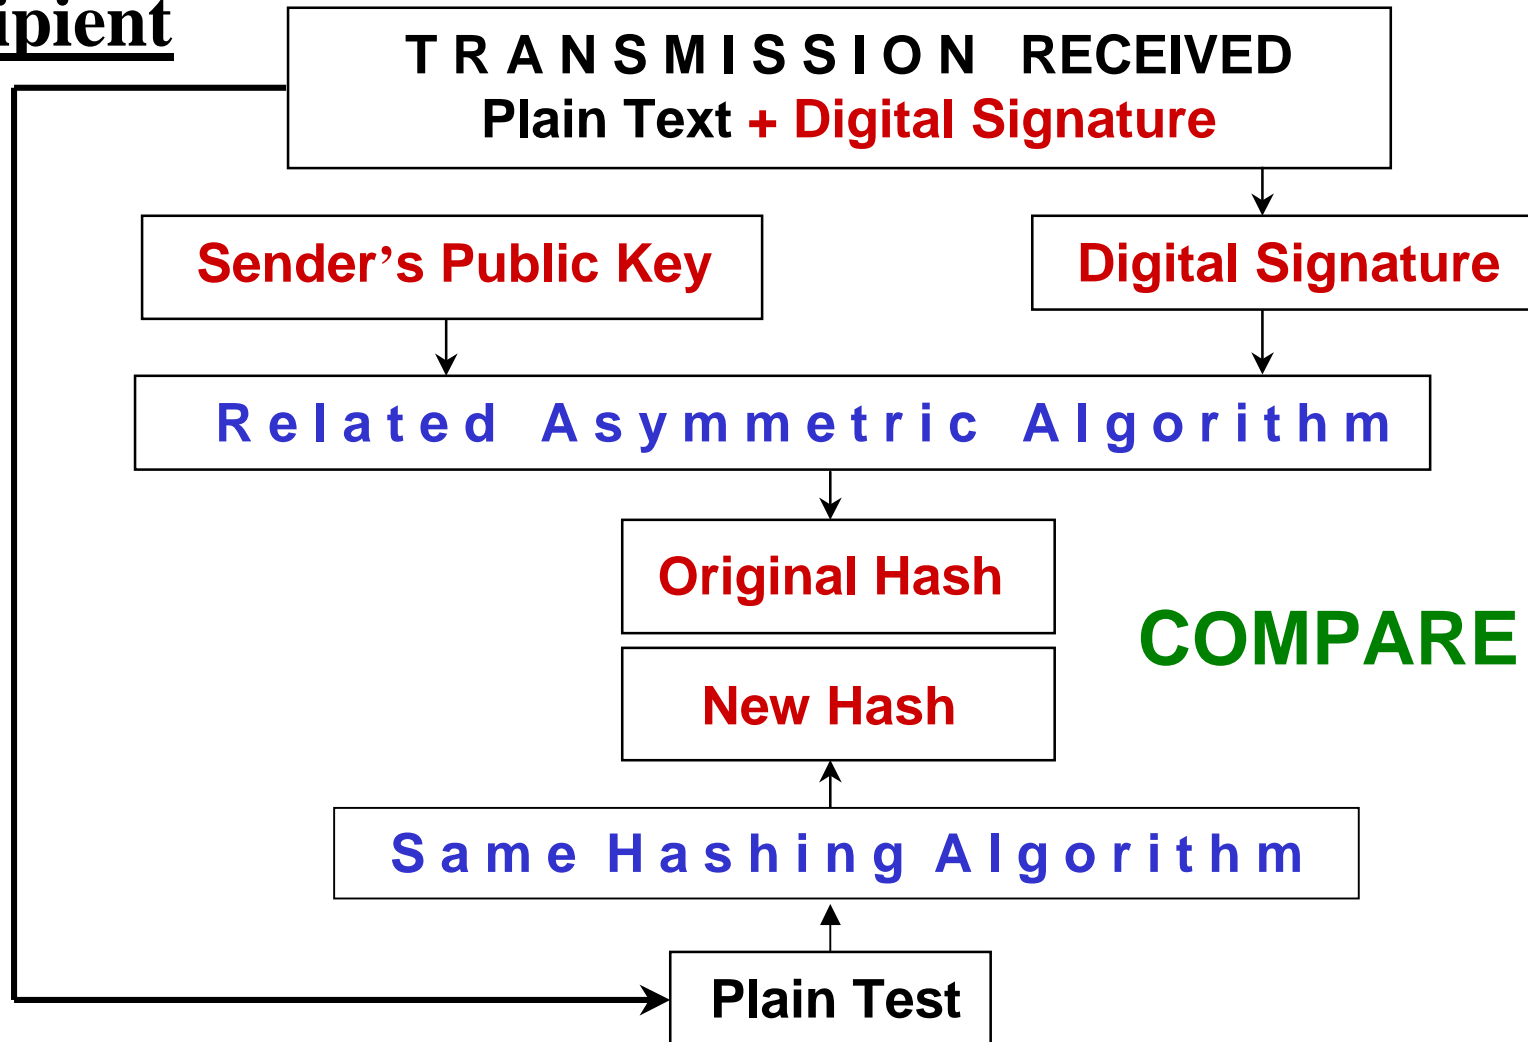 ipient
TRANSMISSION RECEIVED
Plain Text + Digital Signature
Sender’s Public Key
Digital Signature
Related Asymmetric Algorithm
Original Hash
COMPARE
New Hash
Same Hashing Algorithm
Plain Test